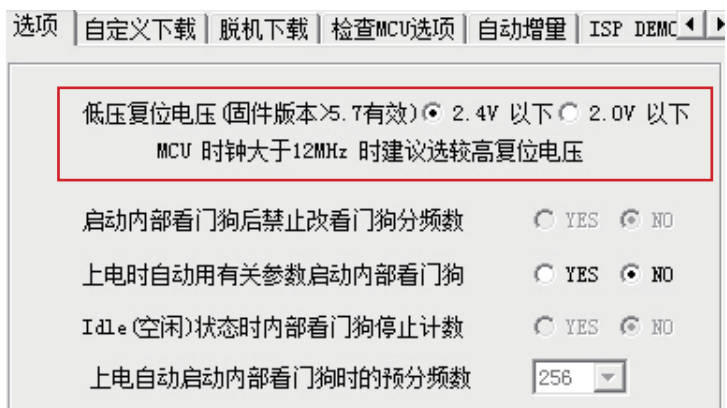 选项 自定义下载 脱机下载 检查MCU选项 自动增量 ISP DEMO
低压复位电压(固件版本>5.7有效) 2.4V 以下 2.0V 以下
MCU 时钟大于12MHz 时建议选较高复位电压
启动内部看门狗后禁止改看门狗分频数 YES NO
上电时自动用有关参数启动内部看门狗 YES NO
Idle(空闲)状态时内部看门狗停止计数 YES NO
上电自动启动内部看门狗时的预分频数 256